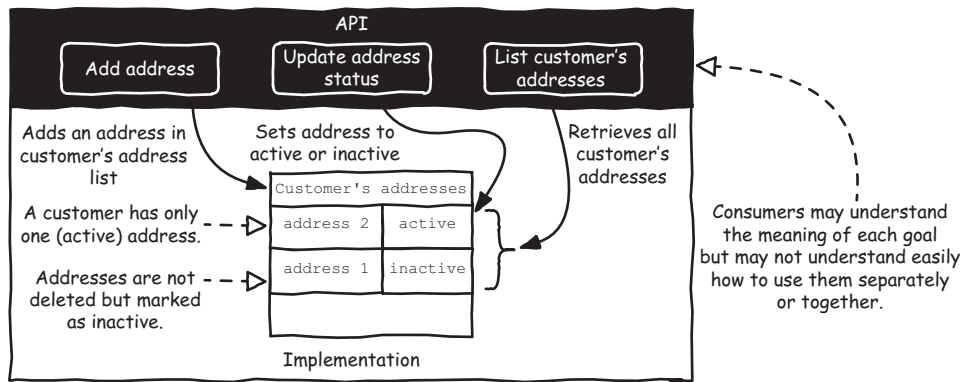 API
Add address
Update address
status
List customer's
addresses
Adds an address in
customer's address
list
Sets address to
active or inactive
Retrieves all
customer's
addresses
Customer's addresses
A customer has only
one (active) address.
address 2
active
Addresses are not
deleted but marked
as inactive.
address 1
inactive
Implementation
Consumers may understand
the meaning of each goal
but may not understand easily
how to use them separately
or together.